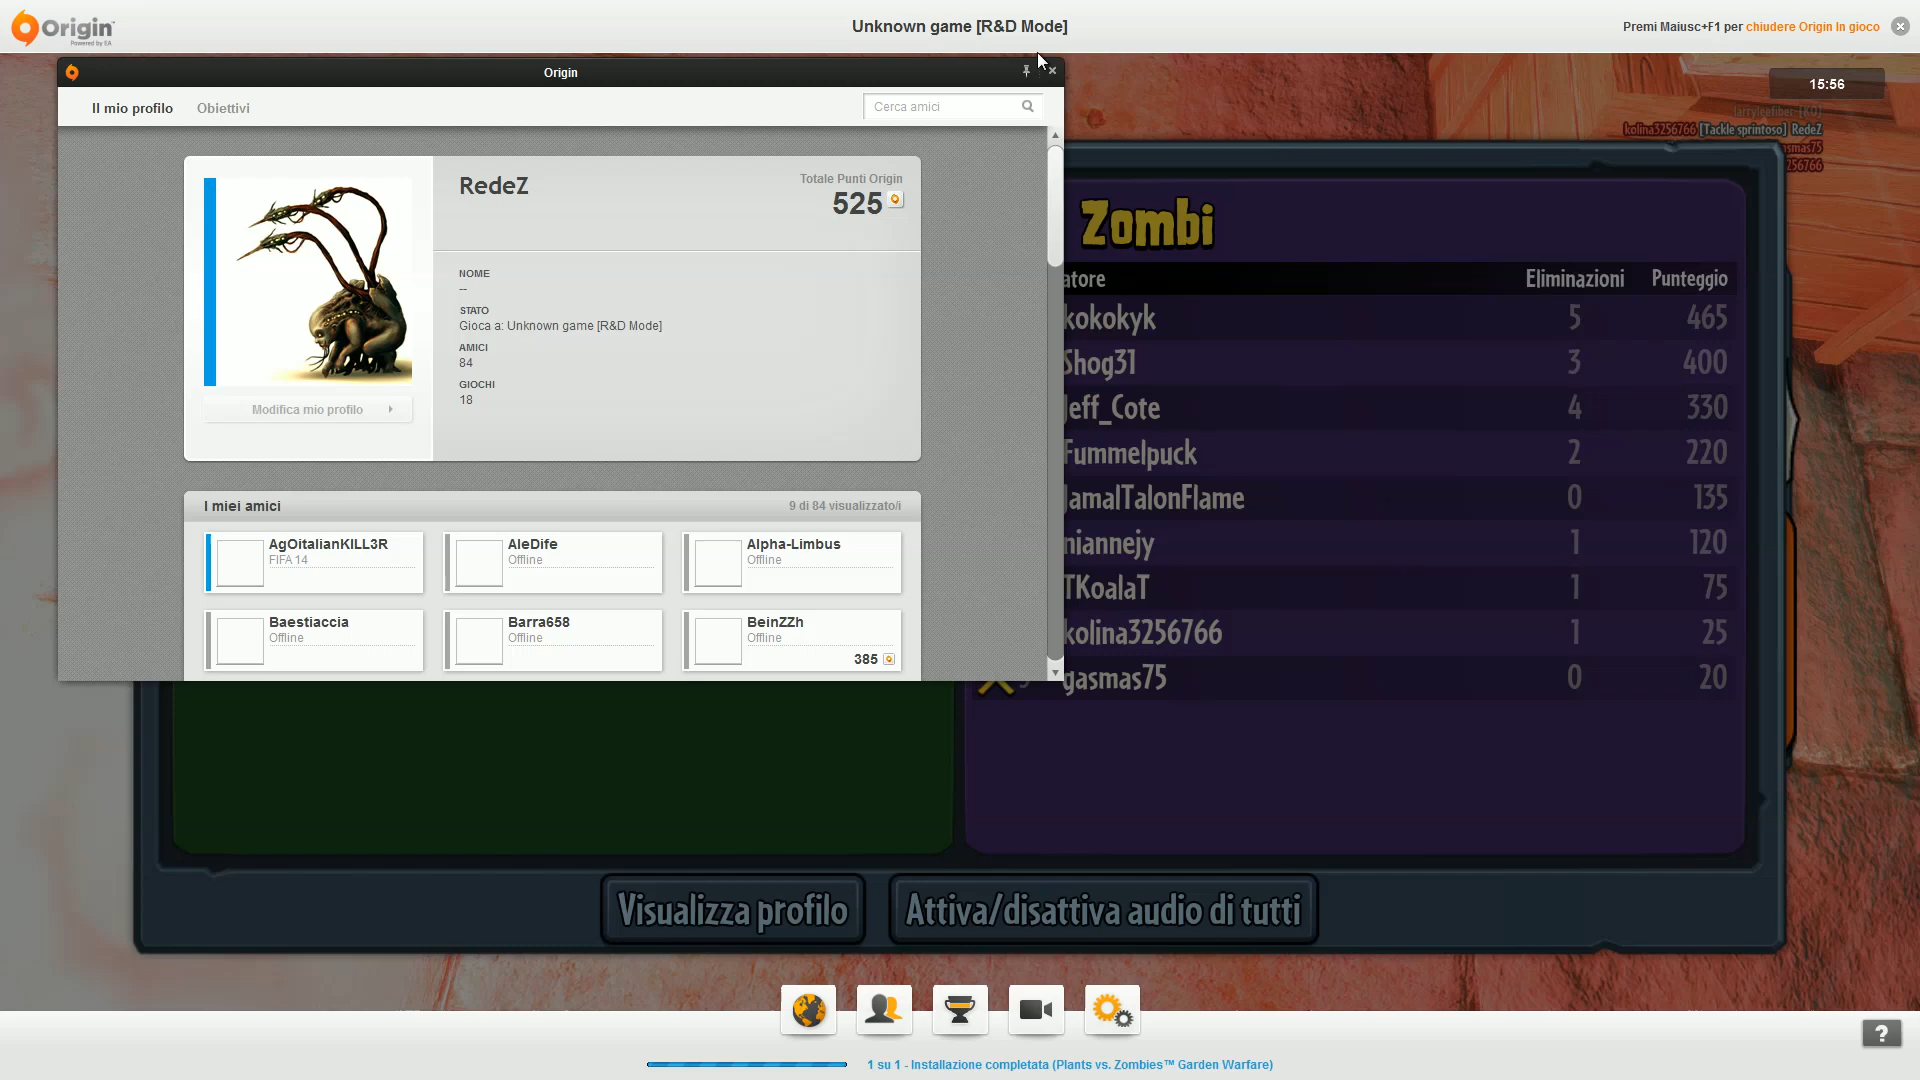 Origin
Powered by EA
Unknown game [R&D Mode]
Premi Maiusc+F1 per chiudere Origin In gioco
Origin
Il mio profilo
Obiettivi
Cerca amici
15:56
larryleefiber [KO]
kolina3256766 [Tackle sprintoso] RedeZ
RedeZ
Totale Punti Origin
525
NOME
--
STATO
Gioca a: Unknown game [R&D Mode]
AMICI
84
GIOCHI
18
Modifica mio profilo
I miei amici
9 di 84 visualizzato/i
AgOitalianKILL3R
FIFA 14
AleDife
Offline
Alpha-Limbus
Offline
Baestiaccia
Offline
Barra658
Offline
BeinZZh
Offline
385
Zombi
atore Eliminazioni Punteggio
kokokyk 5 465
Shog31 3 400
Jeff_Cote 4 330
Fummelpuck 2 220
JamalTalonFlame 0 135
niannejy 1 120
TKoalaT 1 75
kolina3256766 1 25
gasmas75 0 20
Visualizza profilo
Attiva/disattiva audio di tutti
?
1 su 1 - Installazione completata (Plants vs. Zombies™ Garden Warfare)